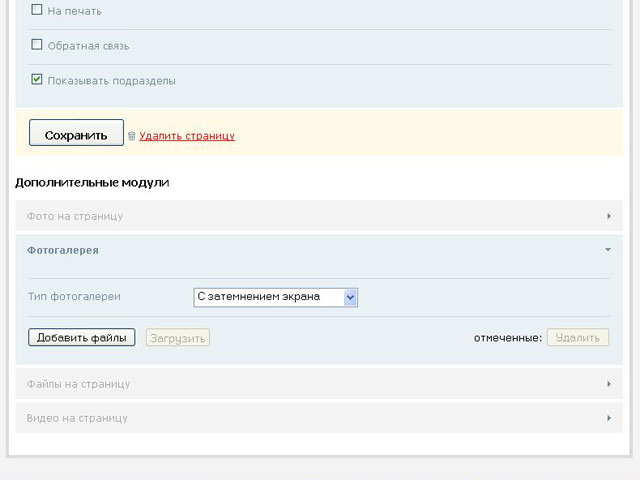 На печать
Обратная связь
Показывать подразделы
Сохранить Удалить страницу
Дополнительные модули
Фото на страницу
Фотогалерея
Тип фотогалереи С затемнением экрана
Добавить файлы Загрузить отмеченные: Удалить
Файлы на страницу
Видео на страницу